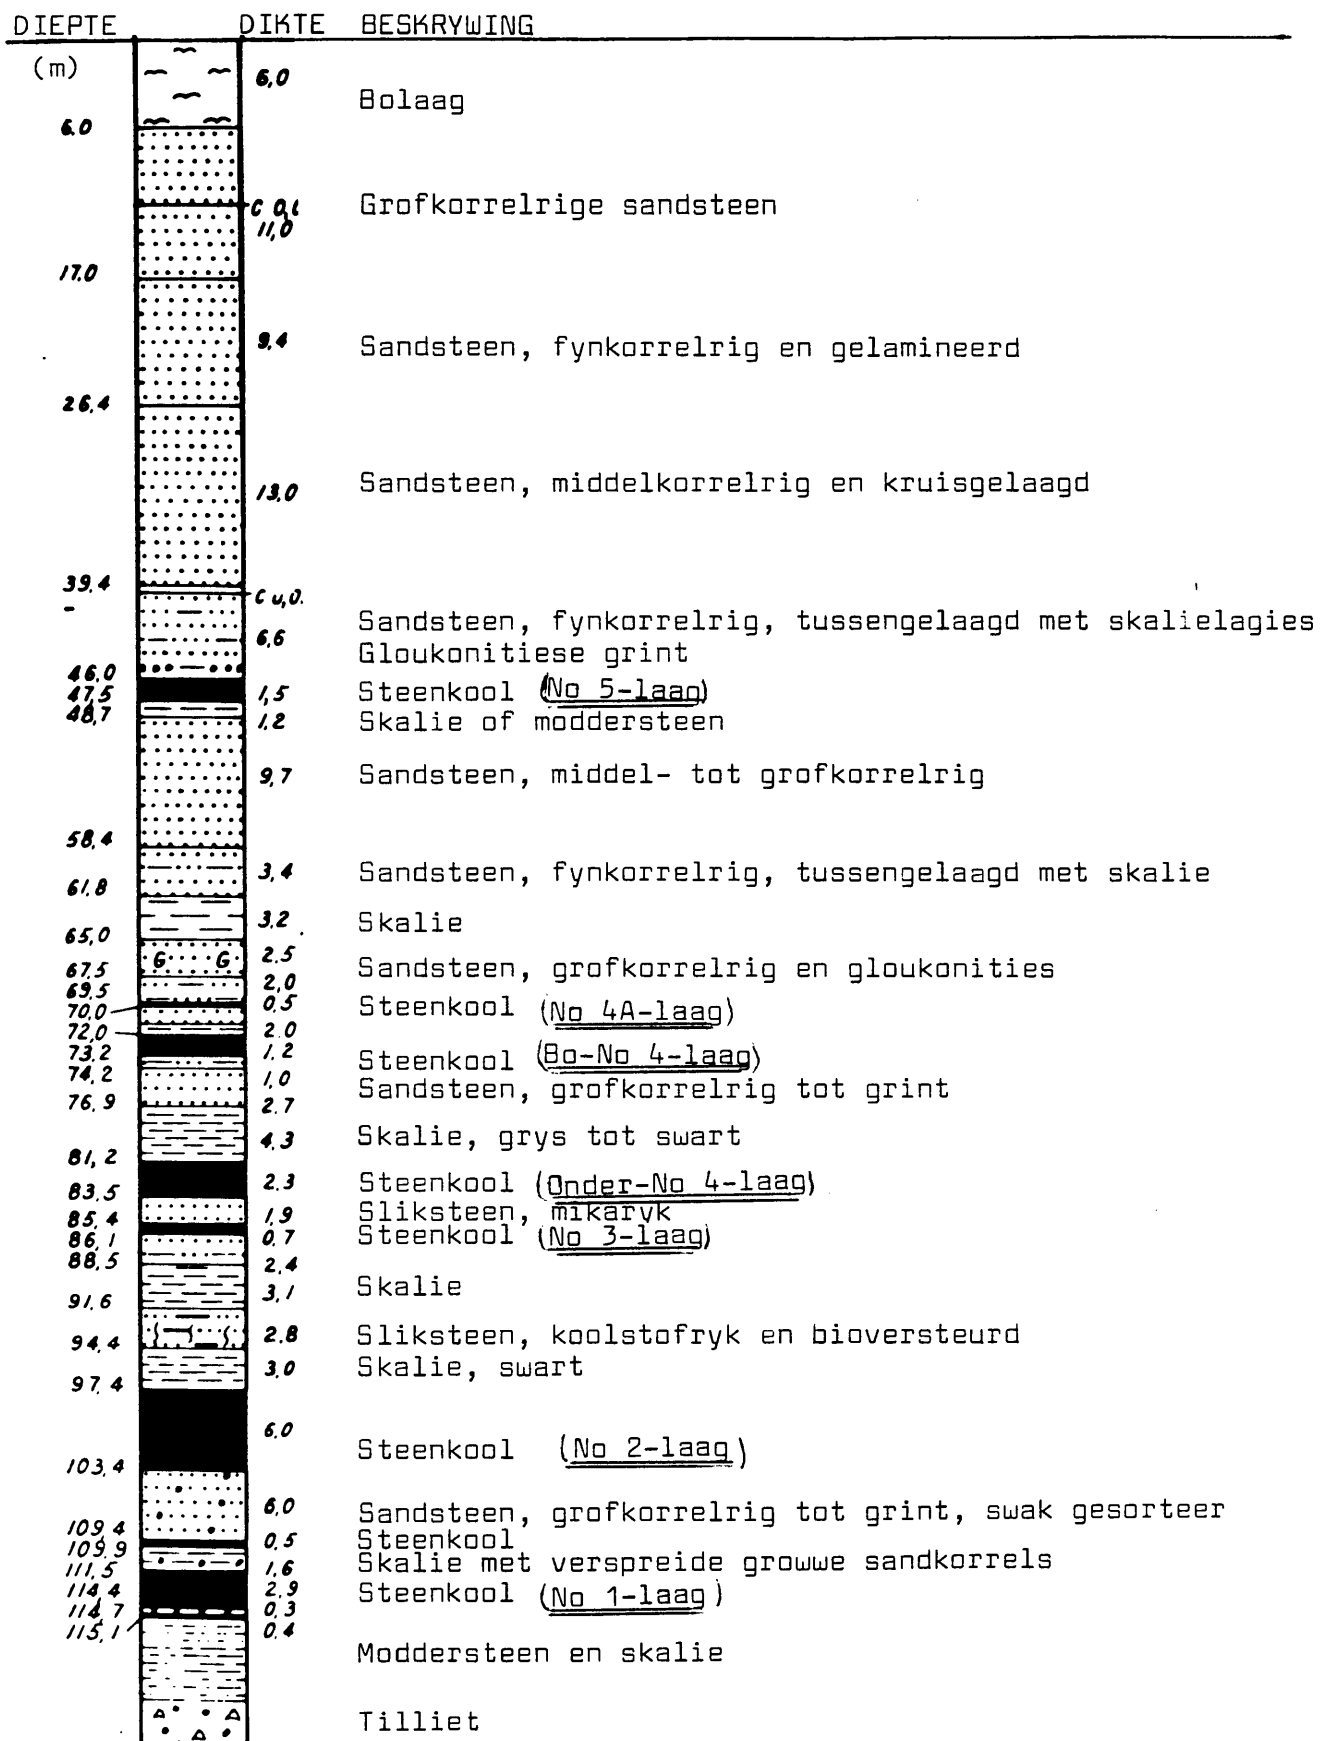 DIEPTE DIKTE BESKRYWING
(m)
6,0
Bolaag
6.0
Grofkorrelrige sandsteen
11,0
17.0
9.4 Sandsteen, fynkorrelrig en gelamineerd
26.4
13,0 Sandsteen, middelkorrelrig en kruisgelaagd
39.4
Sandsteen, fynkorrelrig, tussengelaagd met skalielagies
6,6
Gloukonitiese grint
46.0
47,5 1,5 Steenkool (No 5-laag)
48,7 1.2 Skalie of moddersteen
9,7 Sandsteen, middel- tot grofkorrelrig
58.4
3,4 Sandsteen, fynkorrelrig, tussengelaagd met skalie
61.8
3,2 Skalie
65,0
G G 2.5
67,5 Sandsteen, grofkorrelrig en gloukonities
69,5 2,0
70,0 0.5 Steenkool (No 4A-laag)
72,0 2.0
73.2 1.2 Steenkool (Bo-No 4-laag)
74,2 1,0 Sandsteen, grofkorrelrig tot grint
76,9 2.7
4.3 Skalie, grys tot swart
81,2
83,5 2.3 Steenkool (Onder-No 4-laag)
85,4 1,9 Sliksteen, mikaryk
86,1 0.7 Steenkool (No 3-laag)
88,5 2.4
3,1 Skalie
91.6
94,4 2.8 Sliksteen, koolstofryk en bioversteurd
3,0 Skalie, swart
97.4
6.0
Steenkool (No 2-laag)
103,4
6,0 Sandsteen, grofkorrelrig tot grint, swak gesorteer
109,4
109,9 0.5 Steenkool
111,5 1,6 Skalie met verspreide growwe sandkorrels
114,4 2.9 Steenkool (No 1-laag)
114,7 0.3
115,1 0.4
Moddersteen en skalie
Tilliet